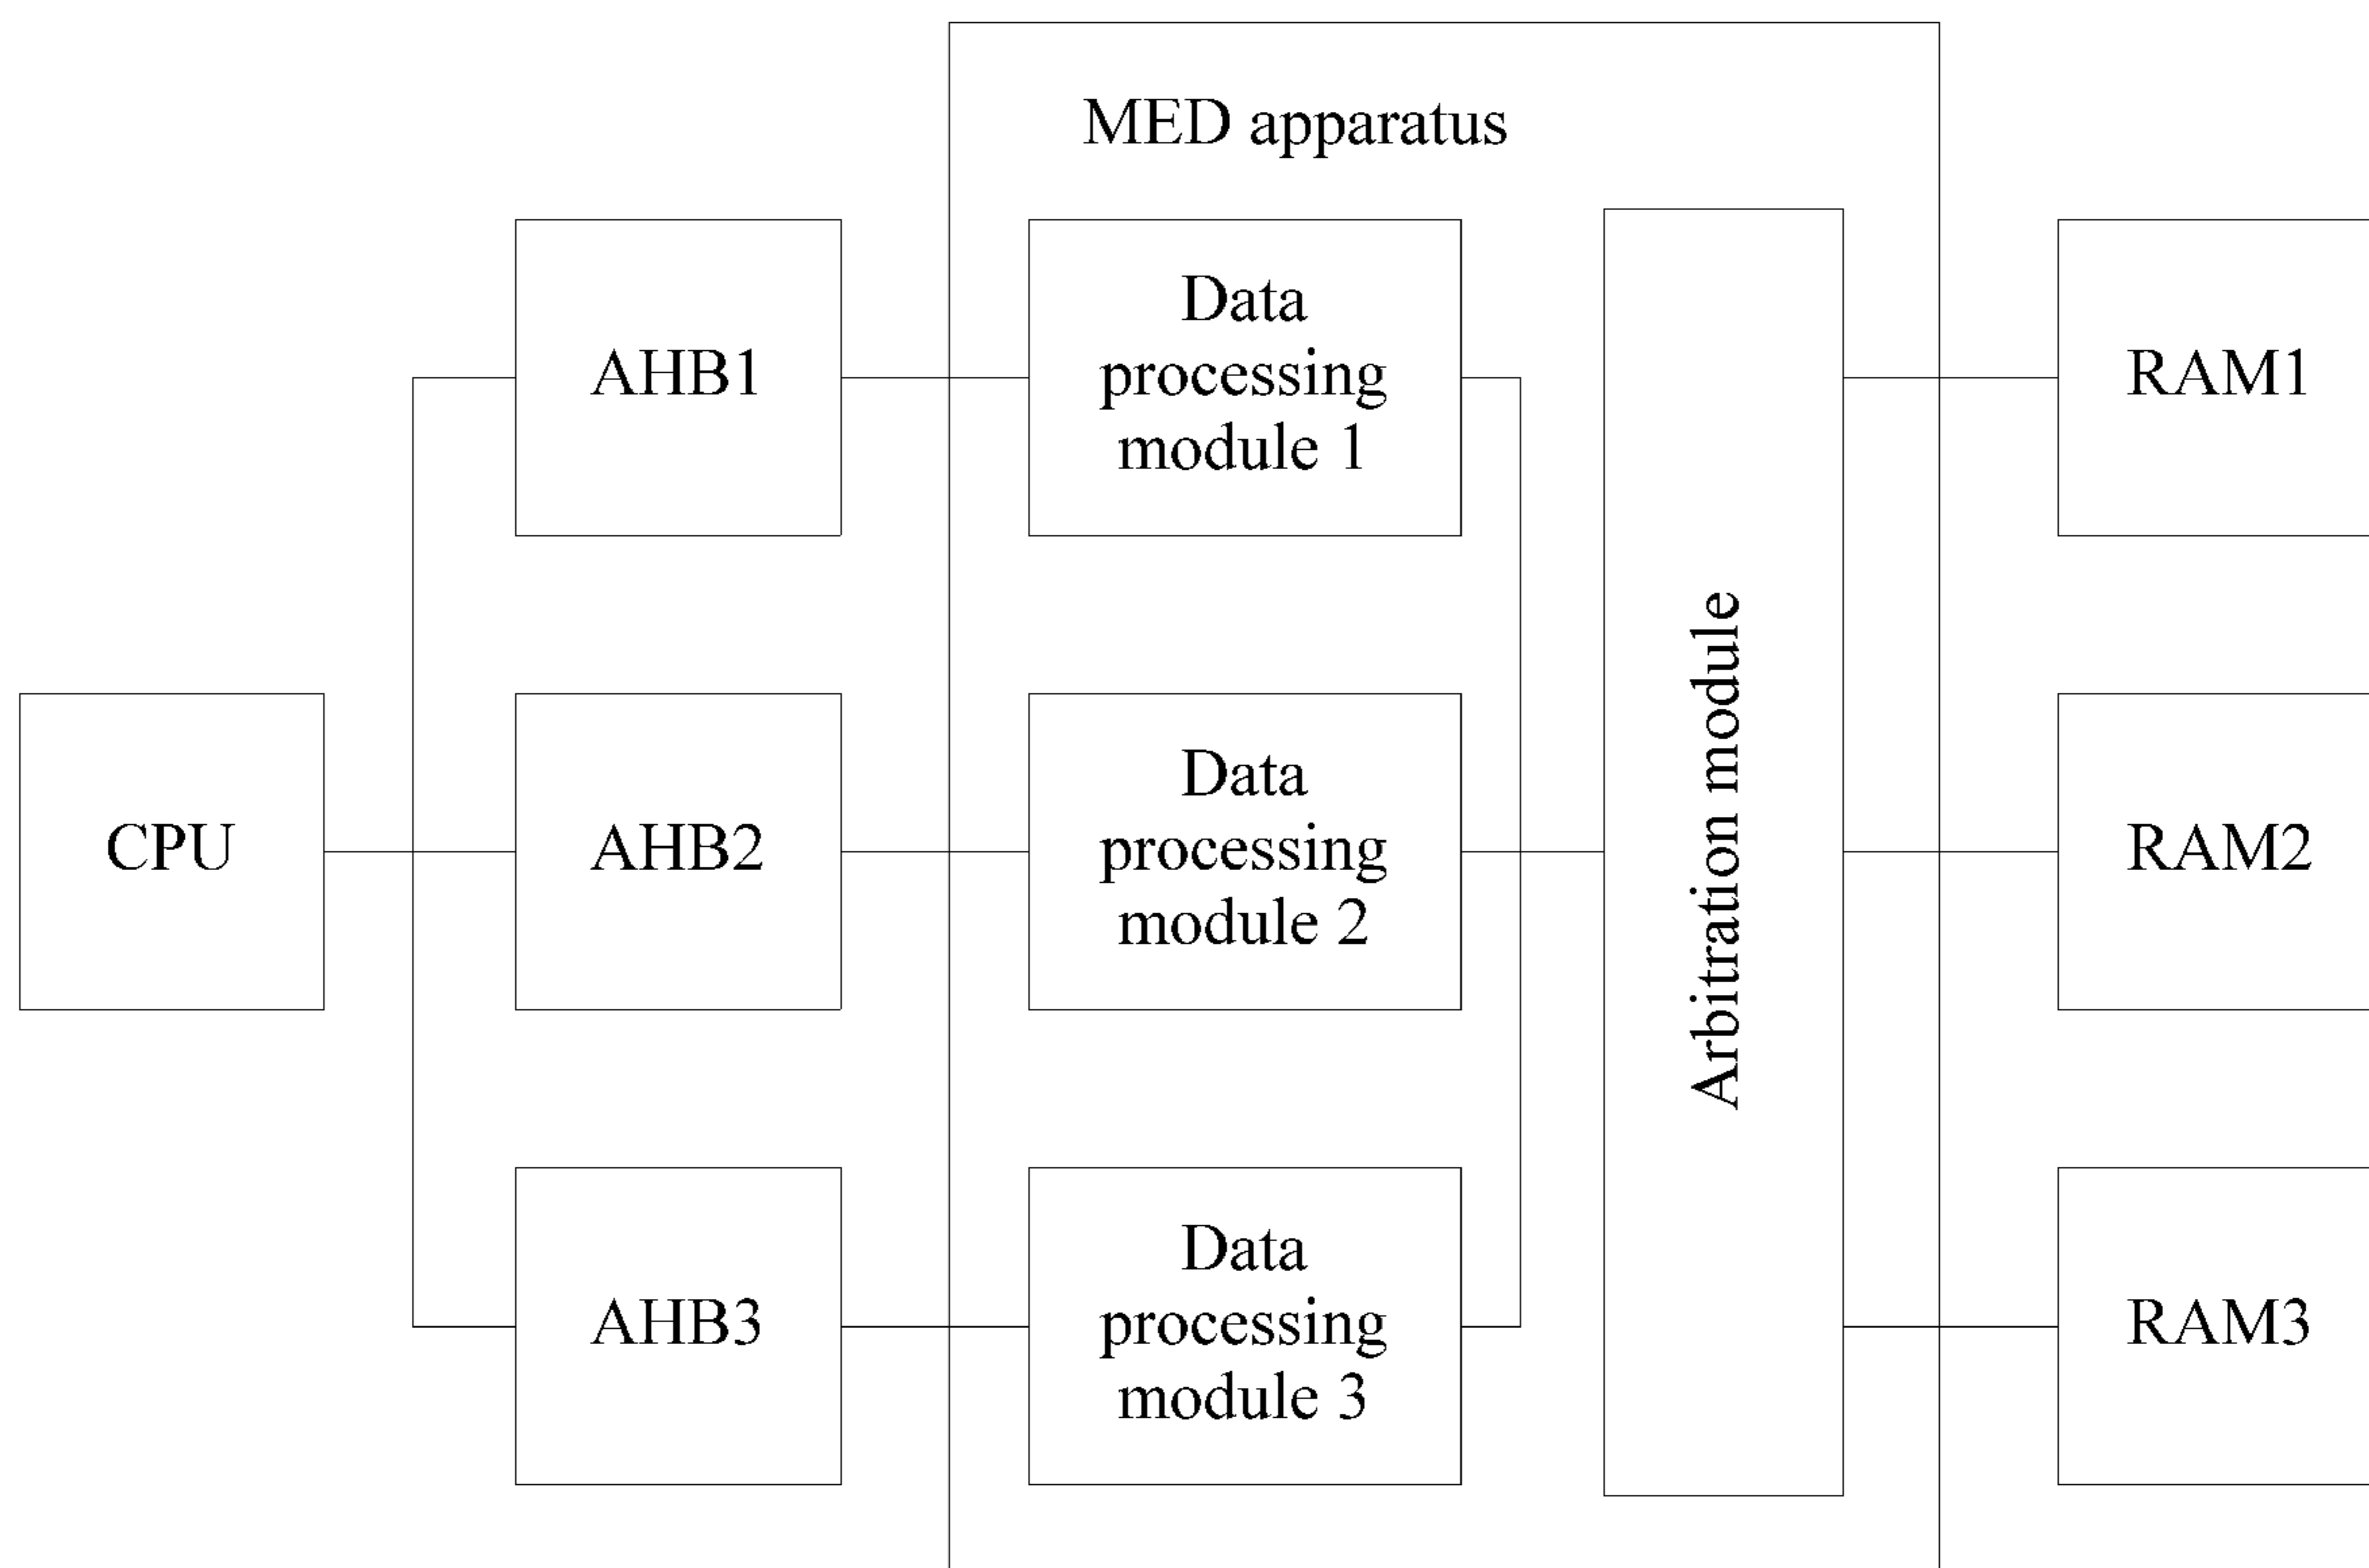 MED apparatus
AHB1
Data
processing
module 1
RAM1
CPU
AHB2
Data
processing
module 2
Arbitration module
RAM2
AHB3
Data
processing
module 3
RAM3